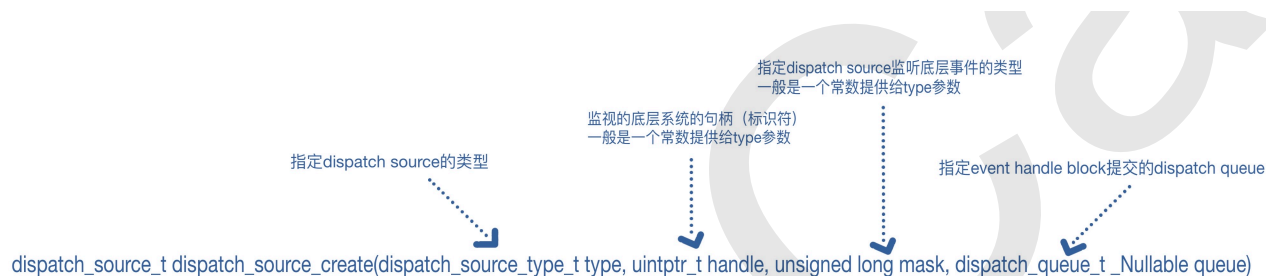 指定dispatch source监听底层事件的类型
一般是一个常数提供给type参数
监视的底层系统的句柄（标识符）
一般是一个常数提供给type参数
指定dispatch source的类型
指定event handle block提交的dispatch queue
dispatch_source_t dispatch_source_create(dispatch_source_type_t type, uintptr_t handle, unsigned long mask, dispatch_queue_t _Nullable queue)